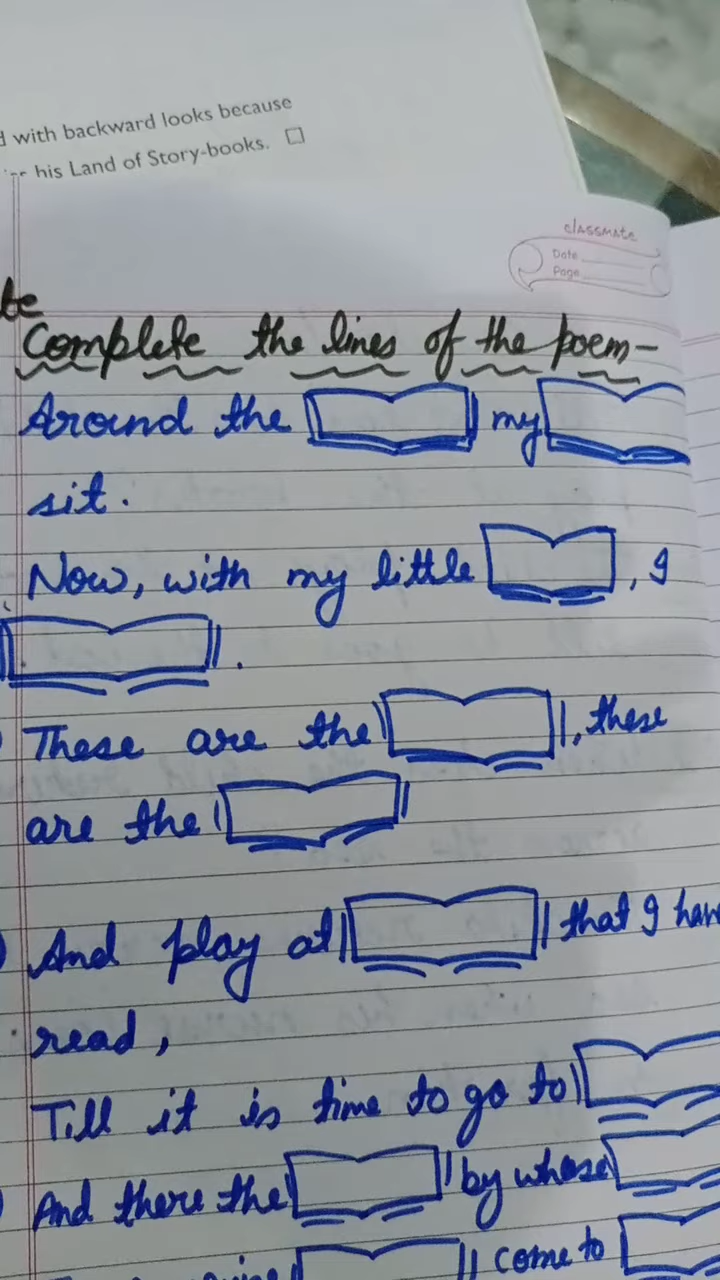 with backward looks because
his Land of Story-books.
classmate
Date
Page
Complete the lines of the poem-
Around the my
sit.
Now, with my little , I
.
These are the , these
are the
And play at that I have
read,
Till it is time to go to
And there the by whose
come to